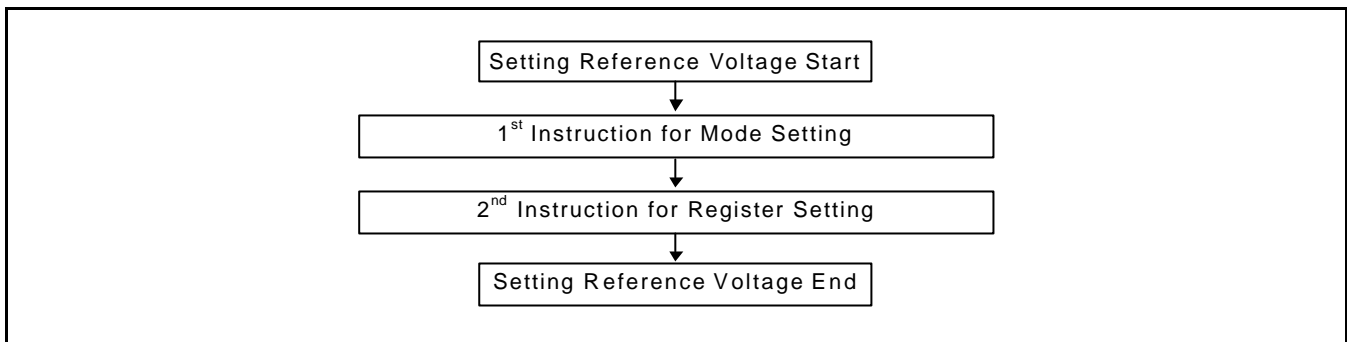 Setting Reference Voltage Start
1st Instruction for Mode Setting
2nd Instruction for Register Setting
Setting Reference Voltage End